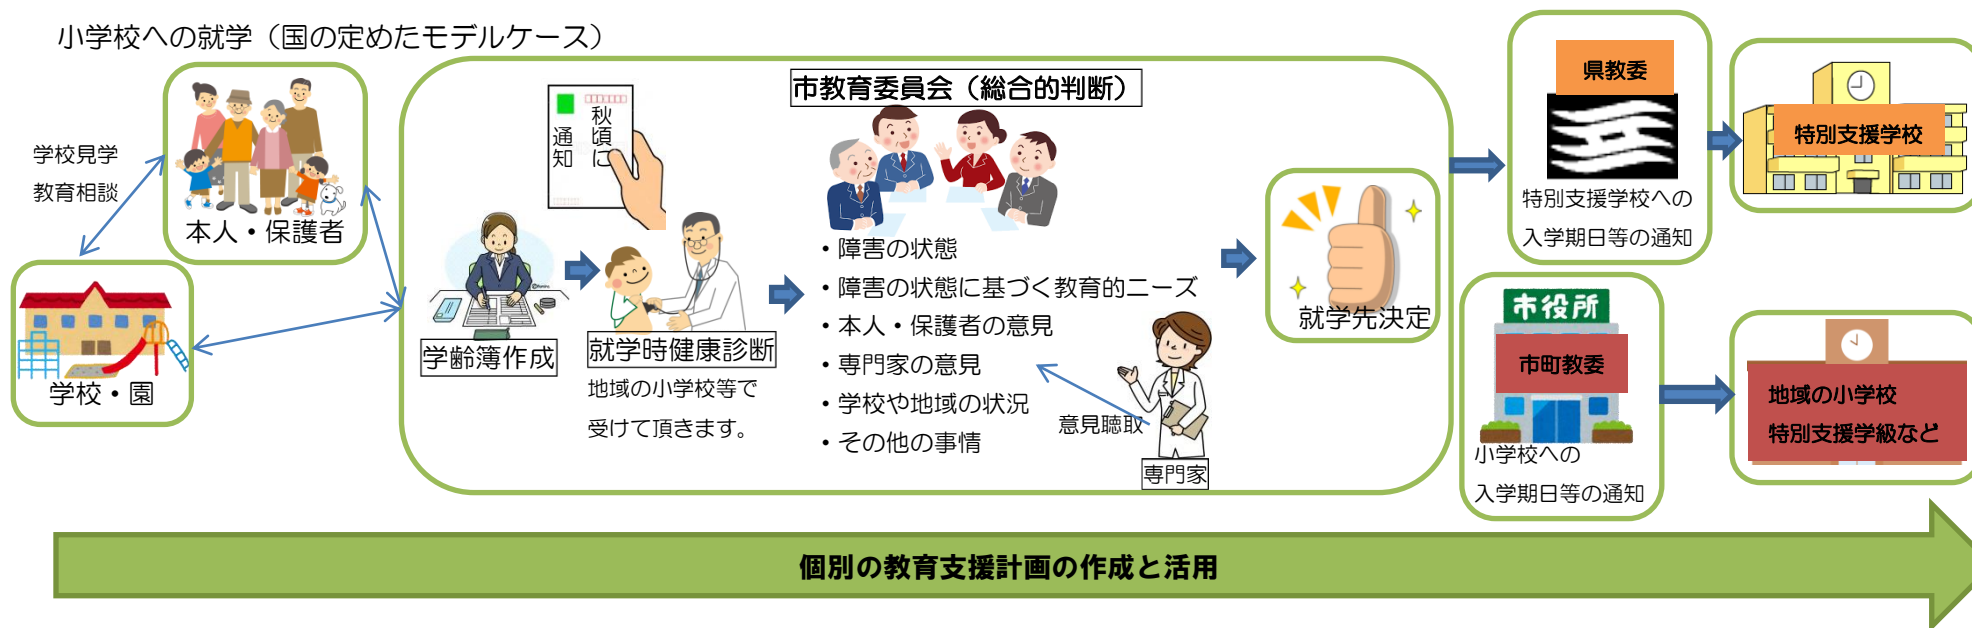 小学校への就学（国の定めたモデルケース）
学校見学
教育相談
本人・保護者
学校・園
秋頃に
通知
市教育委員会（総合的判断）
学齢簿作成
就学時健康診断
地域の小学校等で
受けて頂きます。
・障害の状態
・障害の状態に基づく教育的ニーズ
・本人・保護者の意見
・専門家の意見
・学校や地域の状況
・その他の事情
意見聴取
専門家
就学先決定
県教委
特別支援学校への
入学期日等の通知
特別支援学校
市役所
市町教委
小学校への
入学期日等の通知
地域の小学校
特別支援学級など
個別の教育支援計画の作成と活用